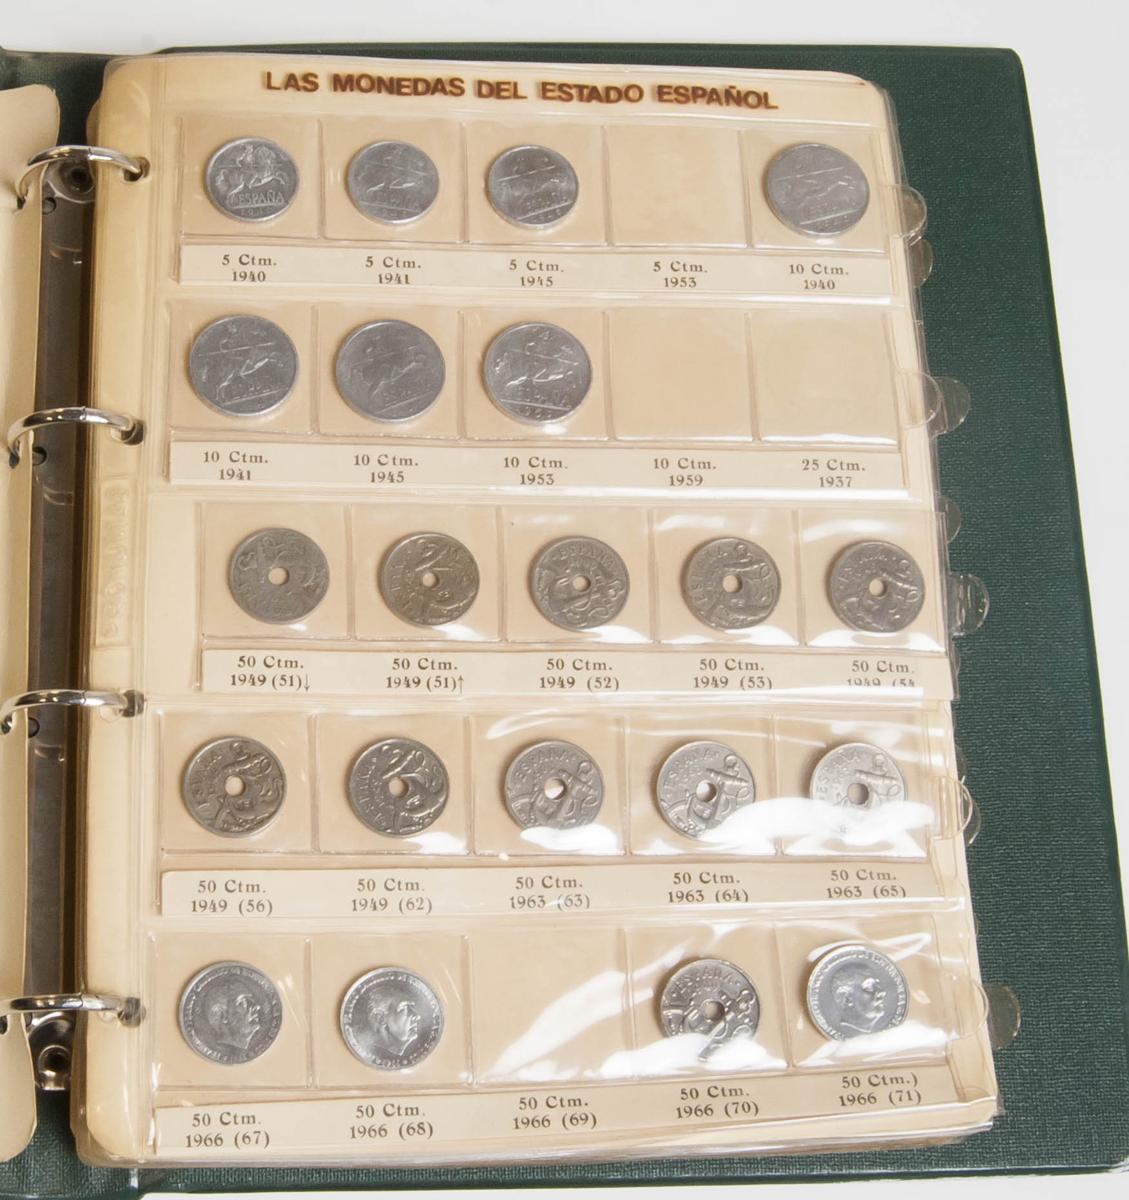 LAS MONEDAS DEL ESTADO ESPAÑOL
5 Ctm. 5 Ctm. 5 Ctm. 5 Ctm. 10 Ctm.
1940 1941 1945 1953 1940
10 Ctm. 10 Ctm. 10 Ctm. 10 Ctm. 25 Ctm.
1941 1945 1953 1959 1937
50 Ctm. 50 Ctm. 50 Ctm. 50 Ctm. 50 Ctm.
1949 (51)↓ 1949 (51)↑ 1949 (52) 1949 (53) 1949 (54
50 Ctm. 50 Ctm. 50 Ctm. 50 Ctm. 50 Ctm.
1949 (56) 1949 (62) 1963 (63) 1963 (64) 1963 (65)
50 Ctm. 50 Ctm. 50 Ctm. 50 Ctm. 50 Ctm.)
1966 (67) 1966 (68) 1966 (69) 1966 (70) 1966 (71)